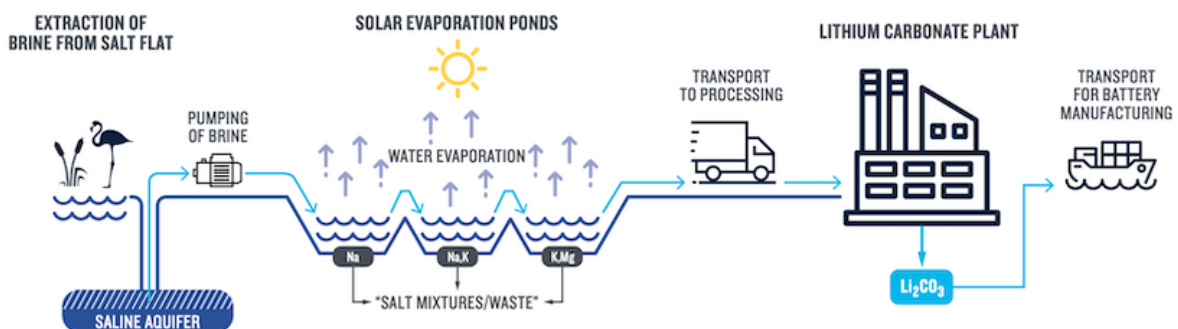 EXTRACTION OF
BRINE FROM SALT FLAT
SOLAR EVAPORATION PONDS
LITHIUM CARBONATE PLANT
PUMPING
OF BRINE
WATER EVAPORATION
TRANSPORT
TO PROCESSING
TRANSPORT
FOR BATTERY
MANUFACTURING
Na
Na,K
K,Mg
"SALT MIXTURES/WASTE"
Li₂CO₃
SALINE AQUIFER